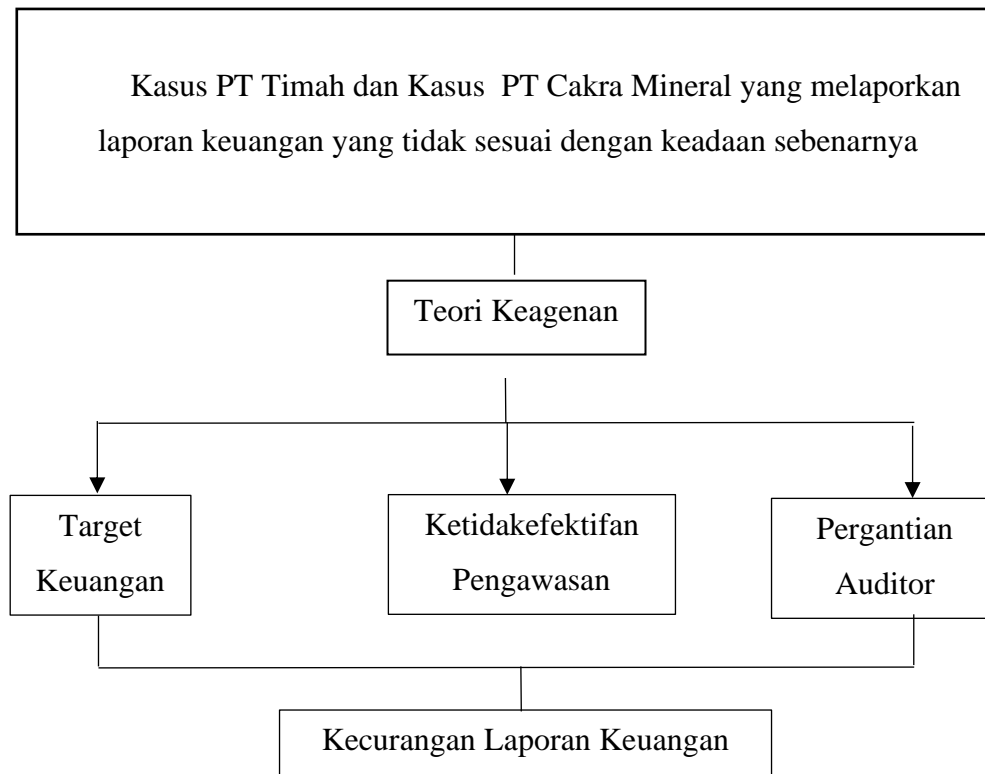 Kasus PT Timah dan Kasus PT Cakra Mineral yang melaporkan
laporan keuangan yang tidak sesuai dengan keadaan sebenarnya
Teori Keagenan
Target
Keuangan
Ketidakefektifan
Pengawasan
Pergantian
Auditor
Kecurangan Laporan Keuangan